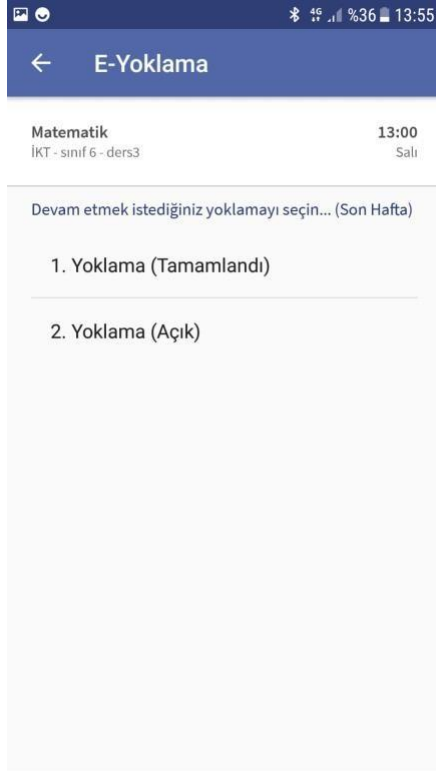 4G %36 13:55
E-Yoklama
Matematik 13:00
İKT - sınıf 6 - ders3 Salı
Devam etmek istediğiniz yoklamayı seçin... (Son Hafta)
1. Yoklama (Tamamlandı)
2. Yoklama (Açık)